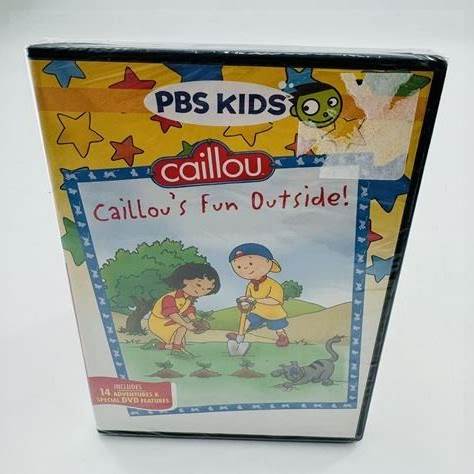 PBS KIDS
caillou
Caillou's Fun Outside!
INCLUDES
14 ADVENTURES &
SPECIAL DVD FEATURES